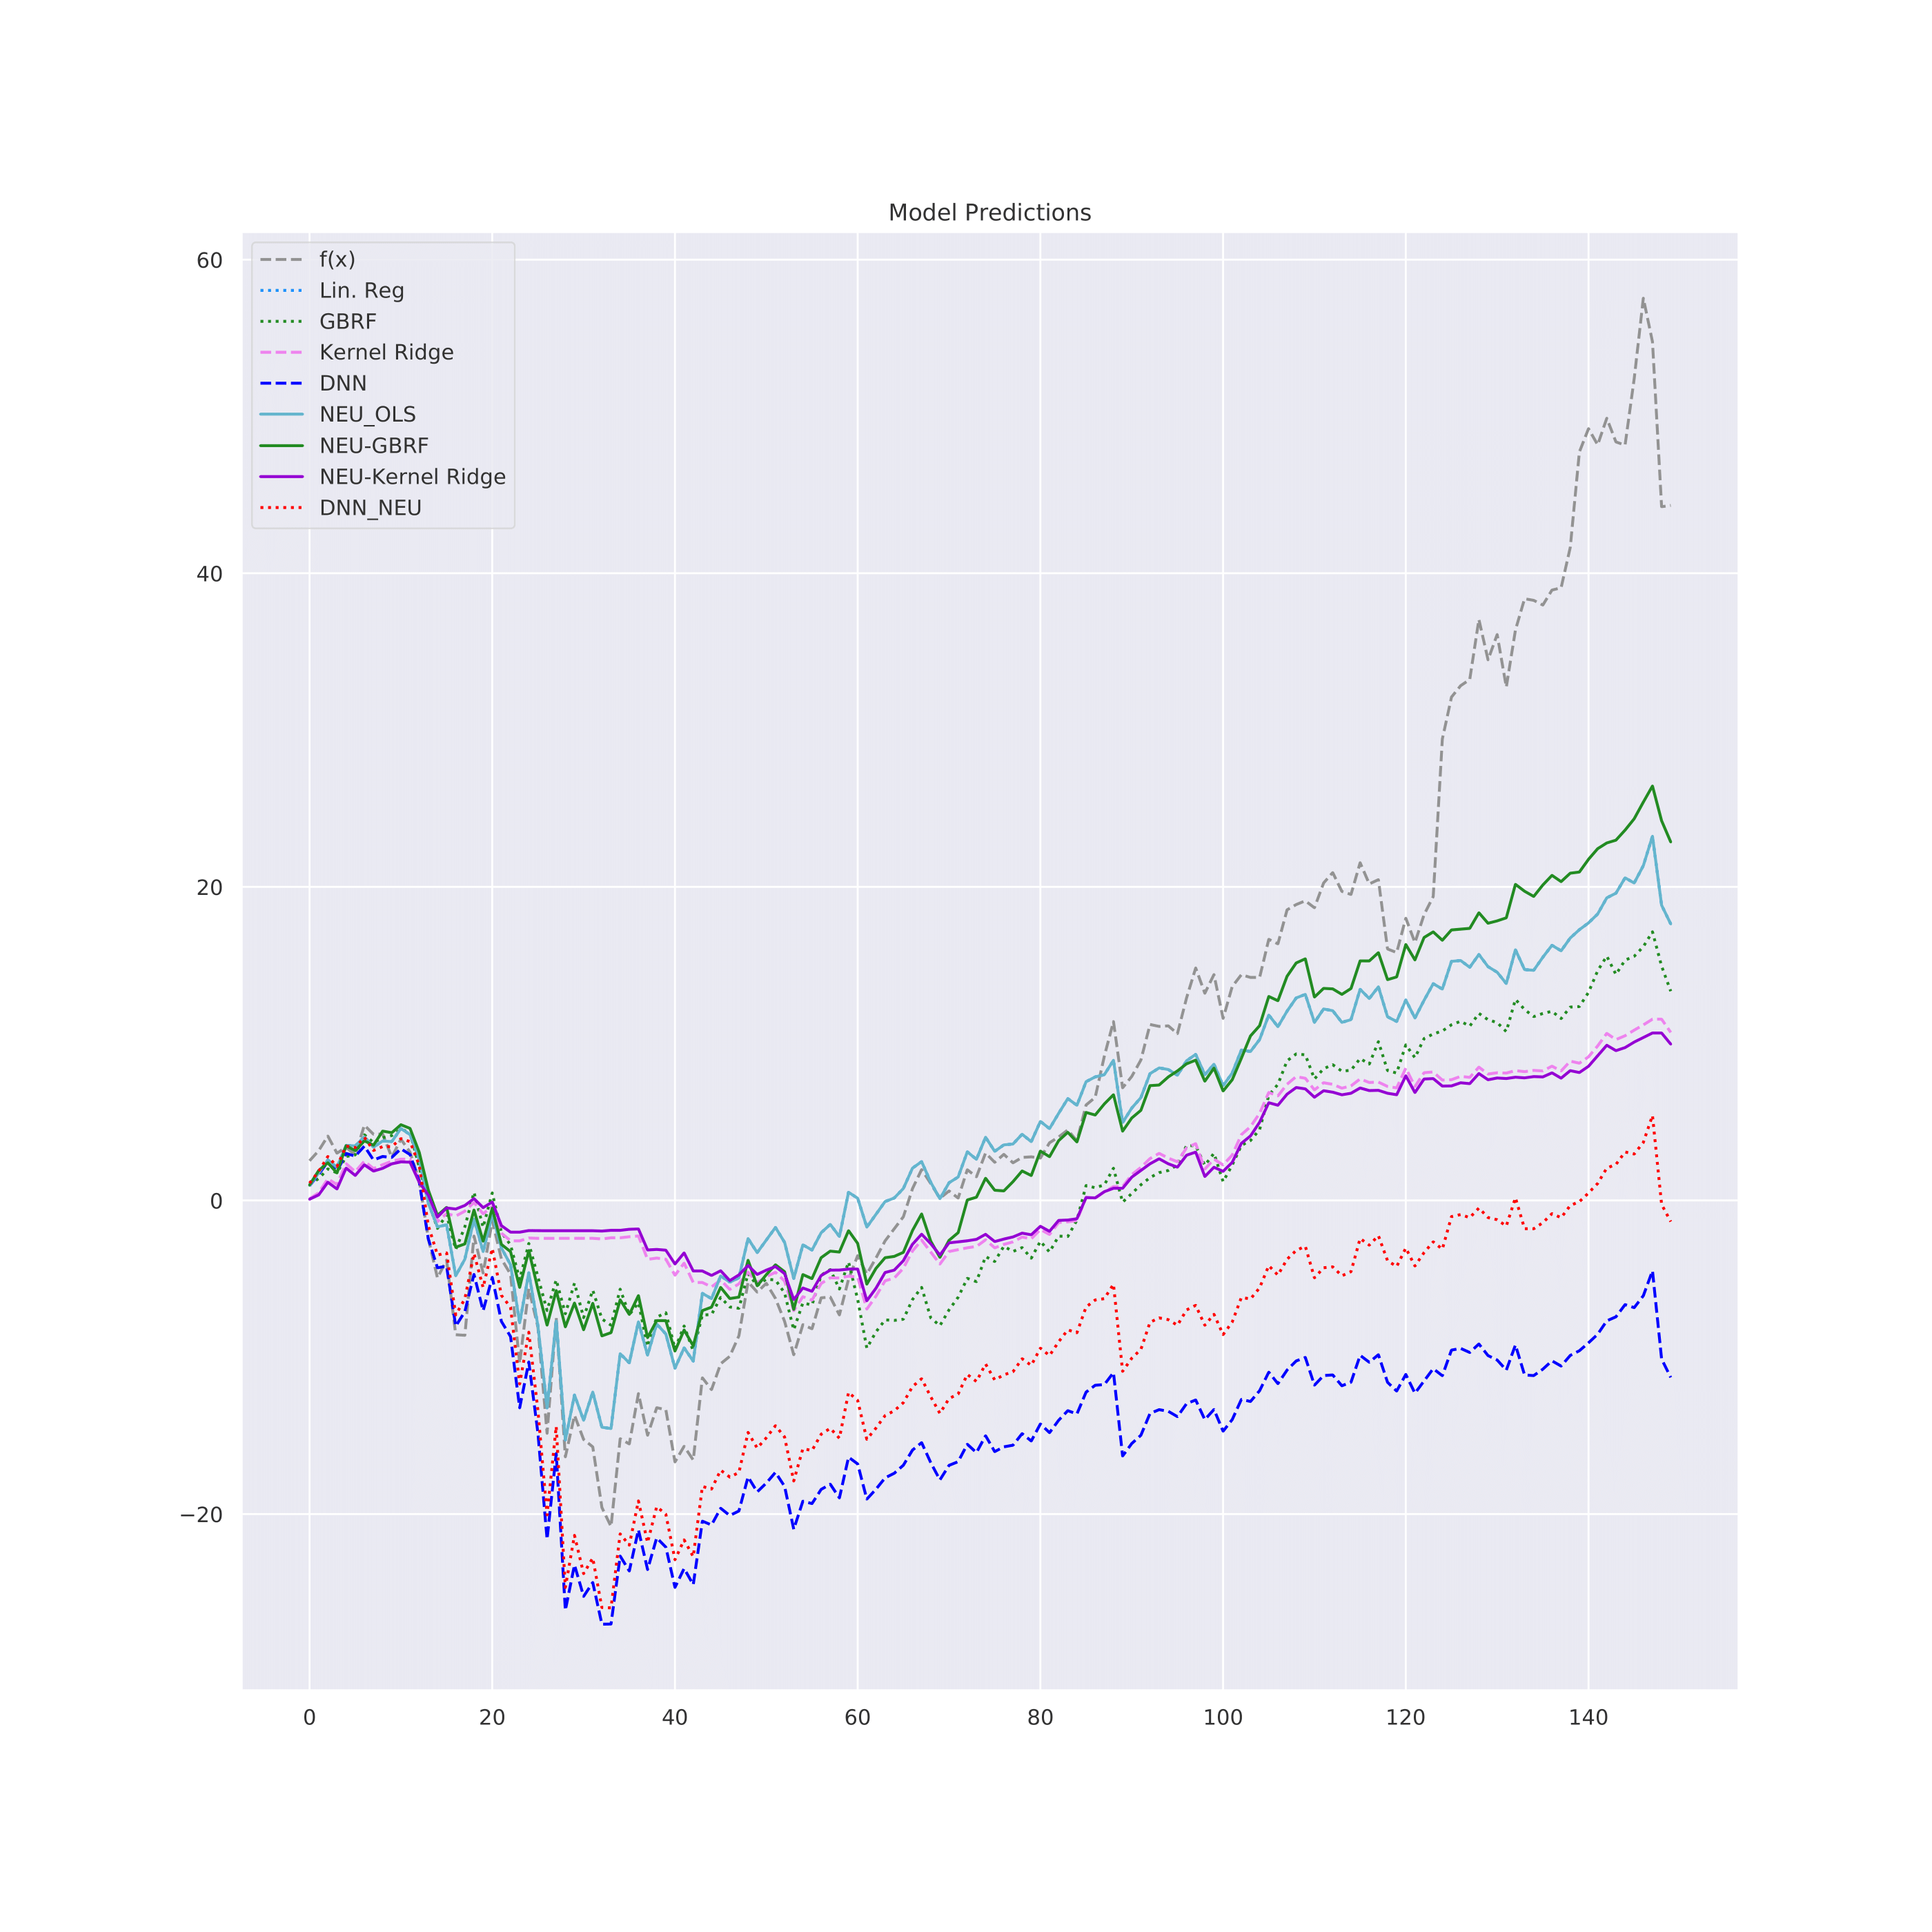 Model Predictions
60
40
20
0
−20
f(x)
Lin. Reg
GBRF
Kernel Ridge
DNN
NEU_OLS
NEU-GBRF
NEU-Kernel Ridge
DNN_NEU
0 20 40 60 80 100 120 140